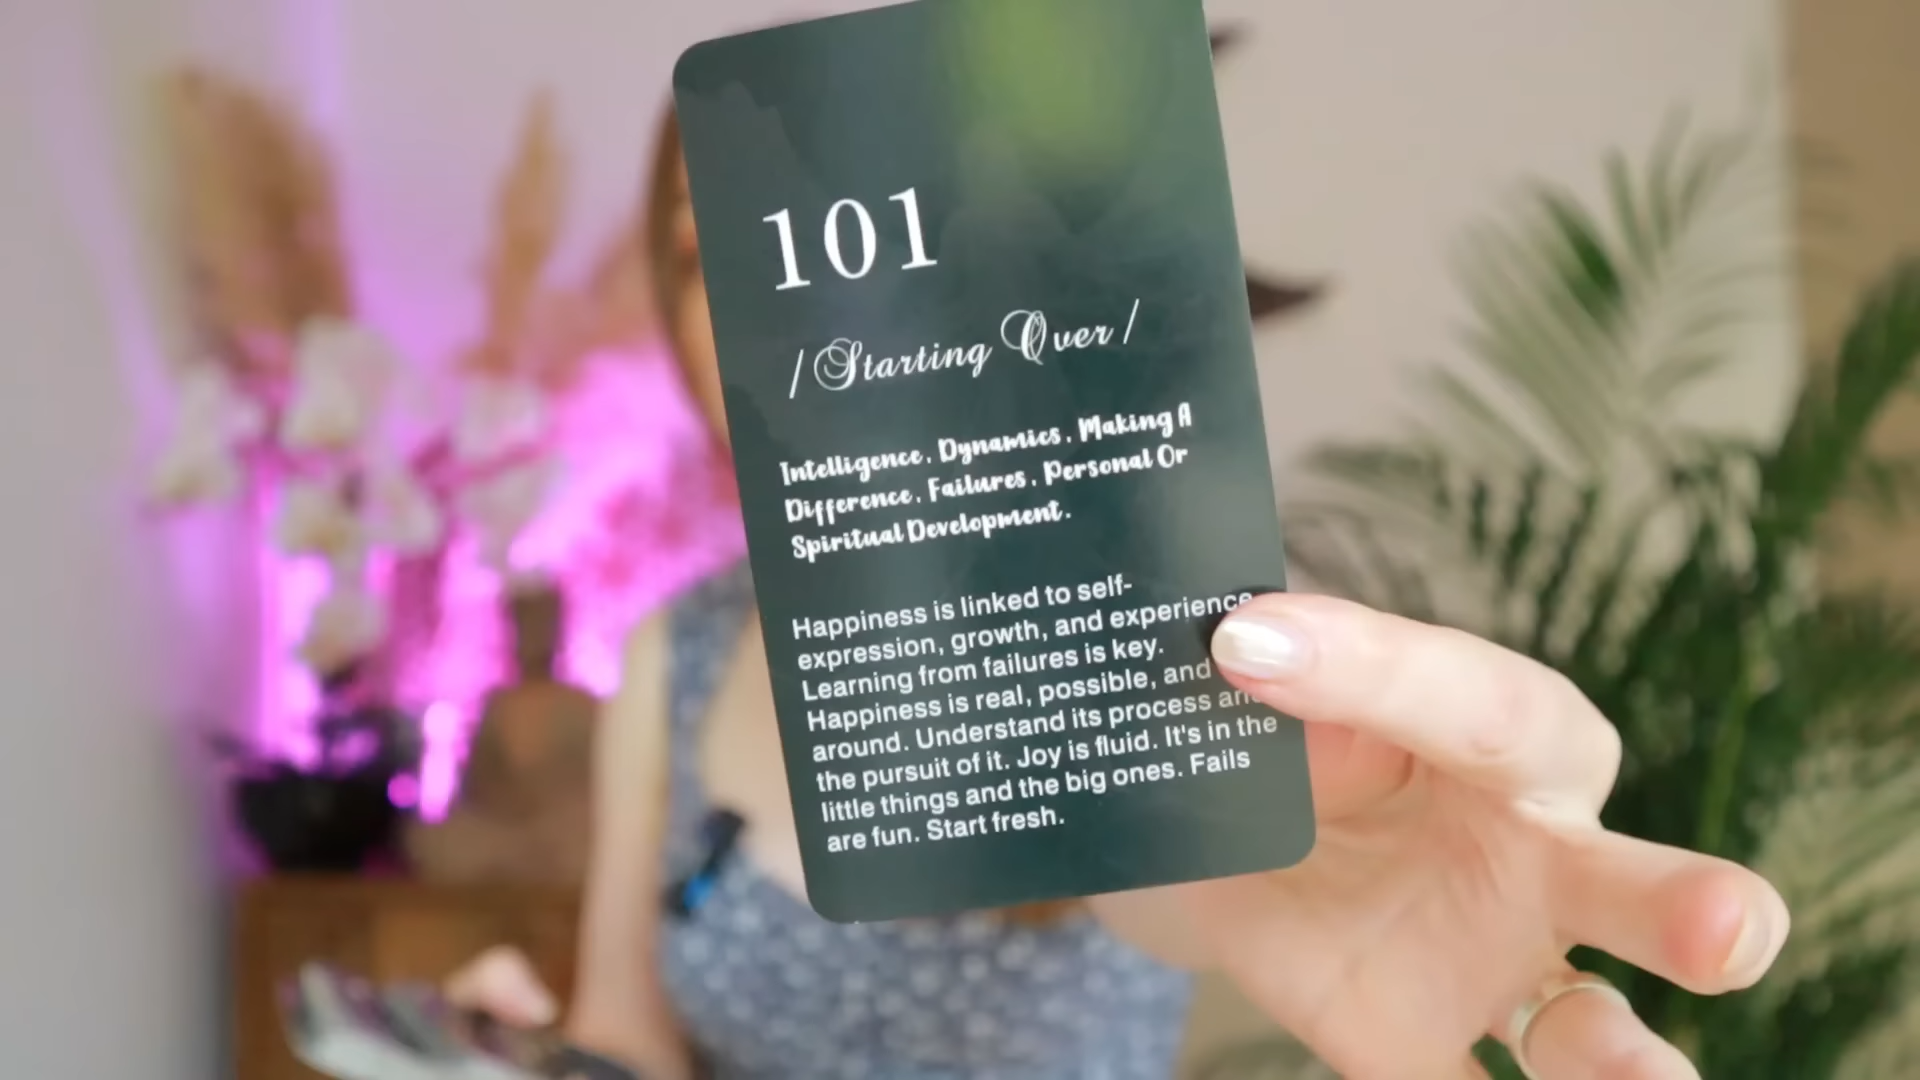 101
/ Starting Over /
Intelligence, Dynamics, Making A
Difference, Failures, Personal Or
Spiritual Development.
Happiness is linked to self-
expression, growth, and experience
Learning from failures is key.
Happiness is real, possible, and
around. Understand its process
the pursuit of it. Joy is fluid. It's in the
little things and the big ones. Fails
are fun. Start fresh.